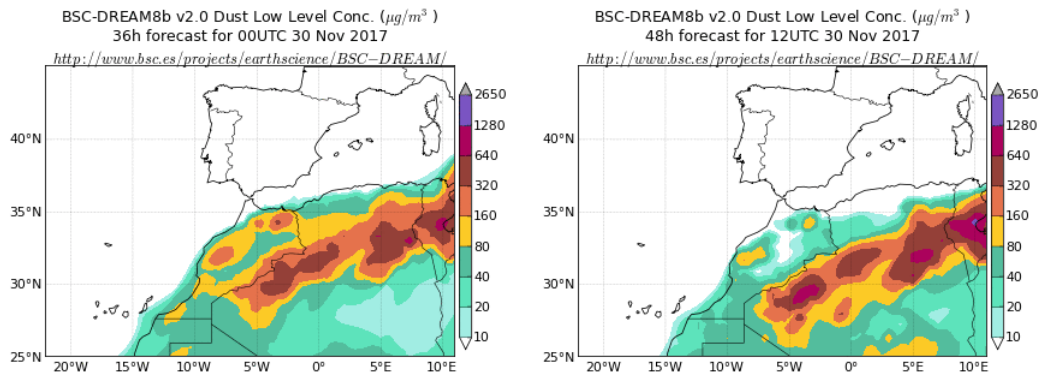 BSC-DREAM8b v2.0 Dust Low Level Conc. (μg/m³ )
36h forecast for 00UTC 30 Nov 2017
http://www.bsc.es/projects/earthscience/BSC−DREAM/
40°N
35°N
30°N
25°N
20°W
15°W
10°W
5°W
0°
5°E
10°E
2650
1280
640
320
160
80
40
20
10
BSC-DREAM8b v2.0 Dust Low Level Conc. (μg/m³ )
48h forecast for 12UTC 30 Nov 2017
http://www.bsc.es/projects/earthscience/BSC−DREAM/
40°N
35°N
30°N
25°N
20°W
15°W
10°W
5°W
0°
5°E
10°E
2650
1280
640
320
160
80
40
20
10